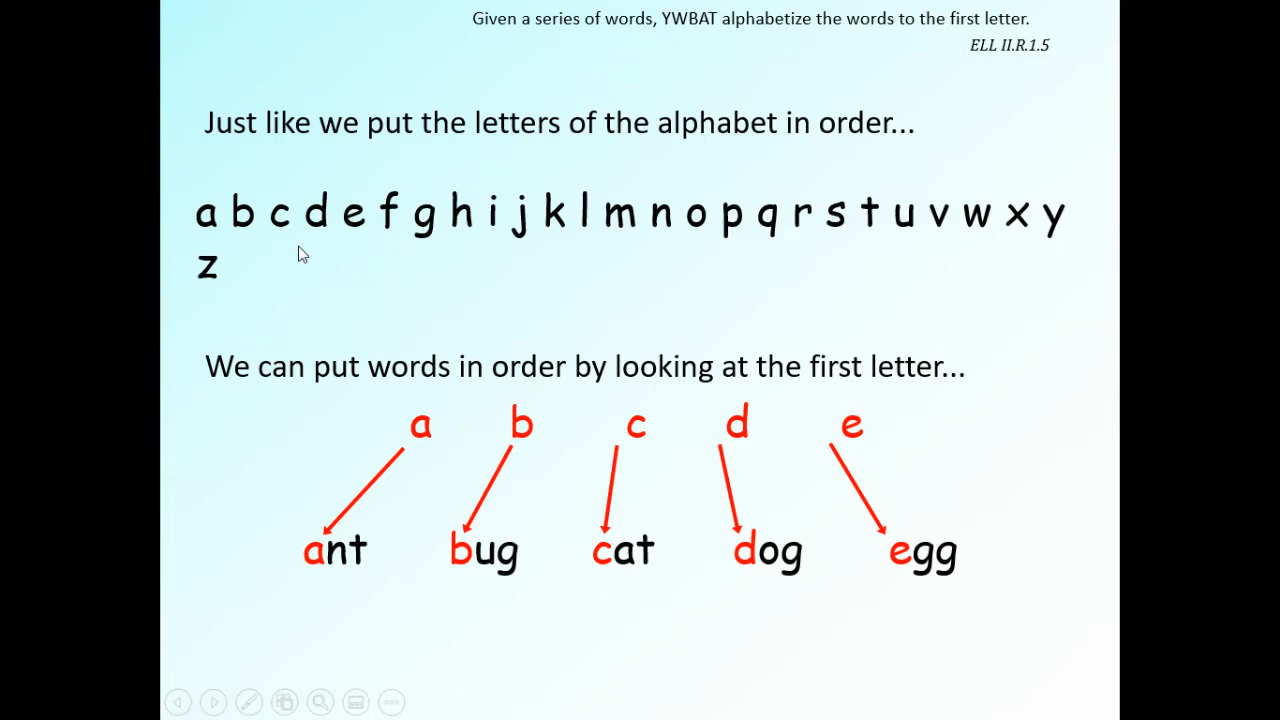 Given a series of words, YWBAT alphabetize the words to the first letter.
ELL II.R.1.5
Just like we put the letters of the alphabet in order...
a b c d e f g h i j k l m n o p q r s t u v w x y
z
We can put words in order by looking at the first letter...
a b c d e
ant bug cat dog egg